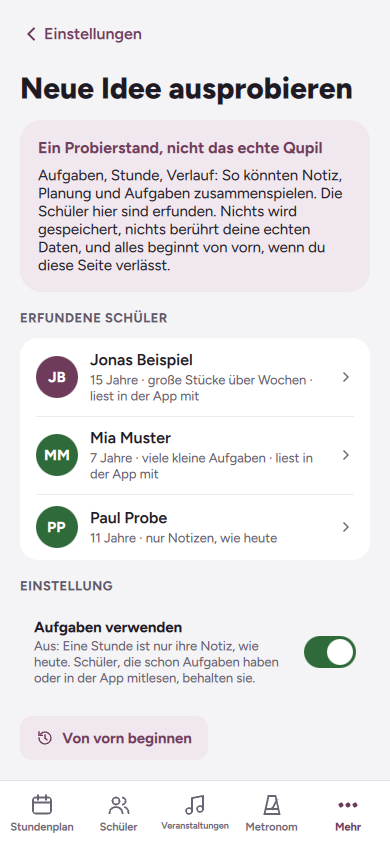 Einstellungen
Neue Idee ausprobieren
Ein Probierstand, nicht das echte Qupil
Aufgaben, Stunde, Verlauf: So könnten Notiz,
Planung und Aufgaben zusammenspielen. Die
Schüler hier sind erfunden. Nichts wird
gespeichert, nichts berührt deine echten
Daten, und alles beginnt von vorn, wenn du
diese Seite verlässt.
ERFUNDENE SCHÜLER
JB
Jonas Beispiel
15 Jahre · große Stücke über Wochen ·
liest in der App mit
MM
Mia Muster
7 Jahre · viele kleine Aufgaben · liest in
der App mit
PP
Paul Probe
11 Jahre · nur Notizen, wie heute
EINSTELLUNG
Aufgaben verwenden
Aus: Eine Stunde ist nur ihre Notiz, wie
heute. Schüler, die schon Aufgaben haben
oder in der App mitlesen, behalten sie.
Von vorn beginnen
Stundenplan
Schüler
Veranstaltungen
Metronom
Mehr